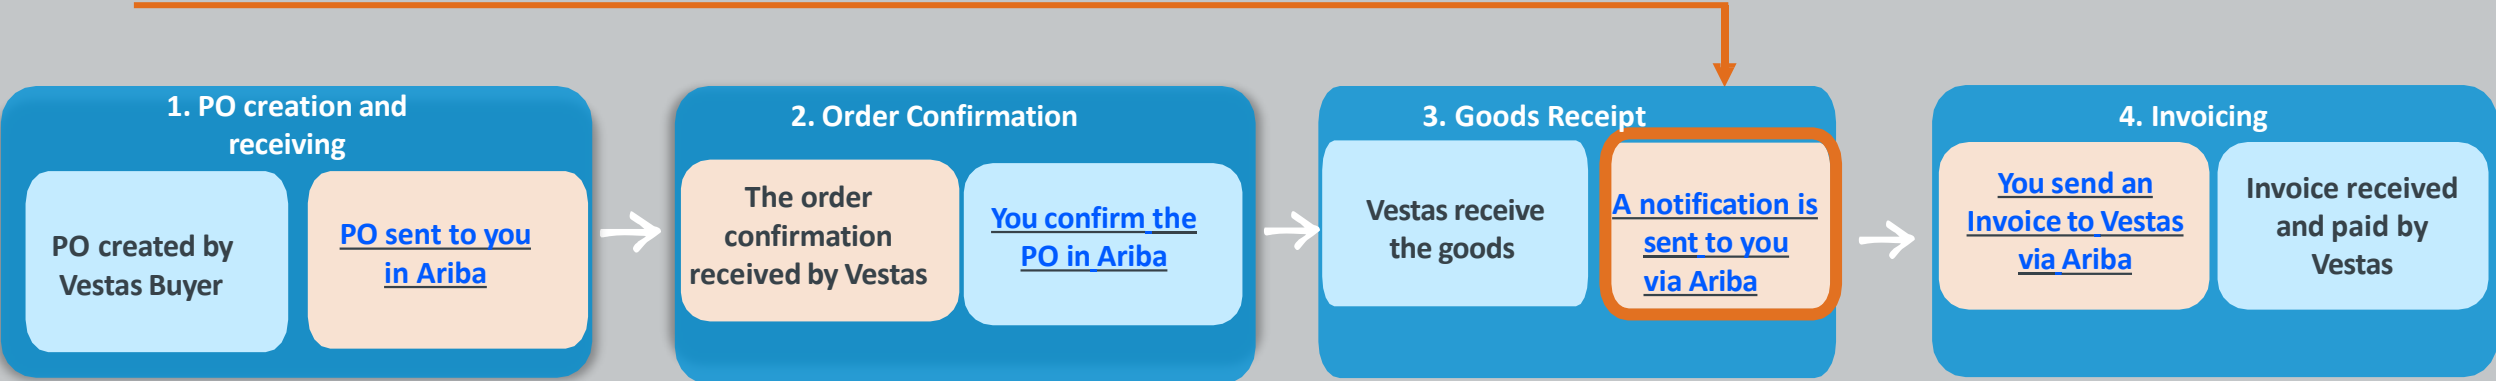 1. PO creation and
receiving
PO created by
Vestas Buyer
PO sent to you
in Ariba
2. Order Confirmation
The order
confirmation
received by Vestas
You confirm the
PO in Ariba
3. Goods Receipt
Vestas receive
the goods
A notification is
sent to you
via Ariba
4. Invoicing
You send an
Invoice to Vestas
via Ariba
Invoice received
and paid by
Vestas